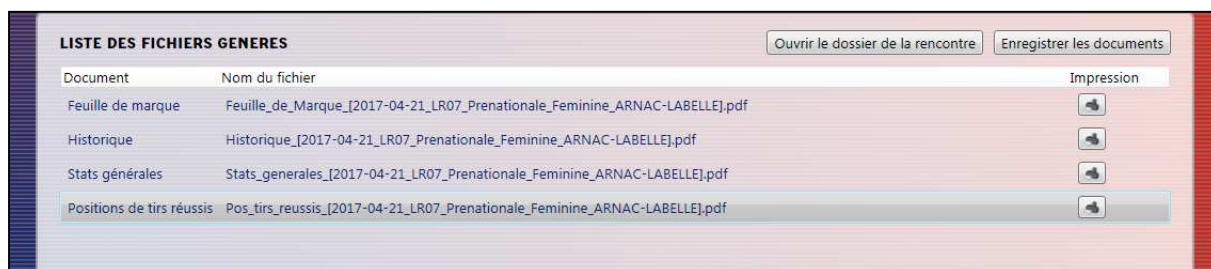 LISTE DES FICHIERS GENERES Ouvrir le dossier de la rencontre Enregistrer les documents
Document Nom du fichier Impression
Feuille de marque Feuille_de_Marque_[2017-04-21_LR07_Prenationale_Feminine_ARNAC-LABELLE].pdf
Historique Historique_[2017-04-21_LR07_Prenationale_Feminine_ARNAC-LABELLE].pdf
Stats générales Stats_generales_[2017-04-21_LR07_Prenationale_Feminine_ARNAC-LABELLE].pdf
Positions de tirs réussis Pos_tirs_reussis_[2017-04-21_LR07_Prenationale_Feminine_ARNAC-LABELLE].pdf